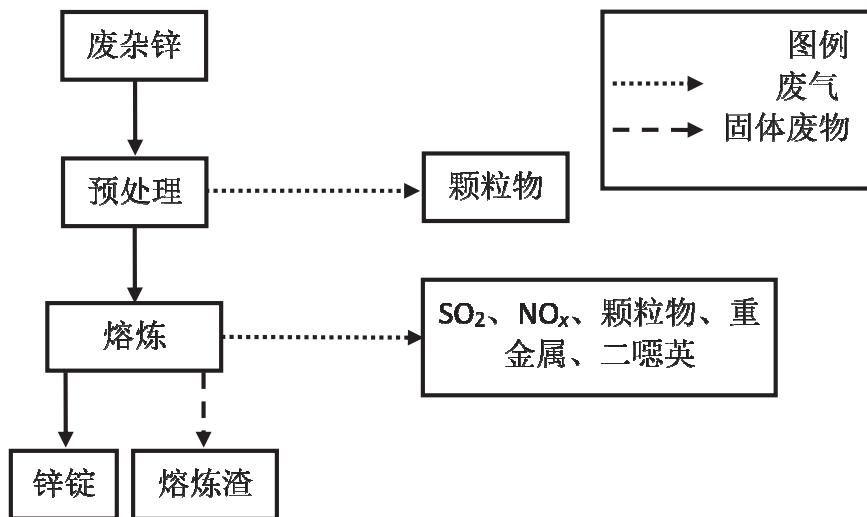 废杂锌
图例
废气
固体废物
预处理
颗粒物
熔炼
SO₂、NOₓ、颗粒物、重
金属、二噁英
锌锭
熔炼渣